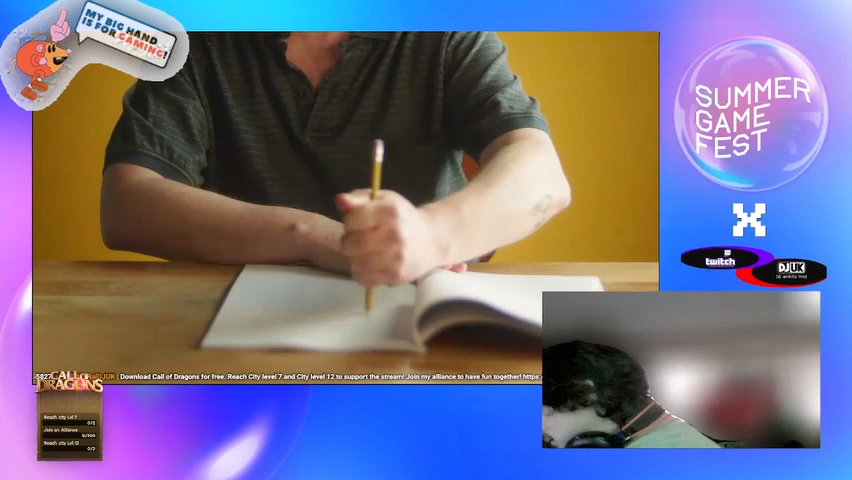 MY BIG HAND
IS FOR GAMING!
SUMMER
GAME
FEST
twitch
DJ UK
DJUK : Download Call of Dragons for free. Reach City level 7 and City level 12 to support the stream! Join my alliance to have fun together! https:/
CALL OF
DRAGONS
Reach city Lvl 7
0/2
Join an Alliance
0/100
Reach city Lvl 12
0/2